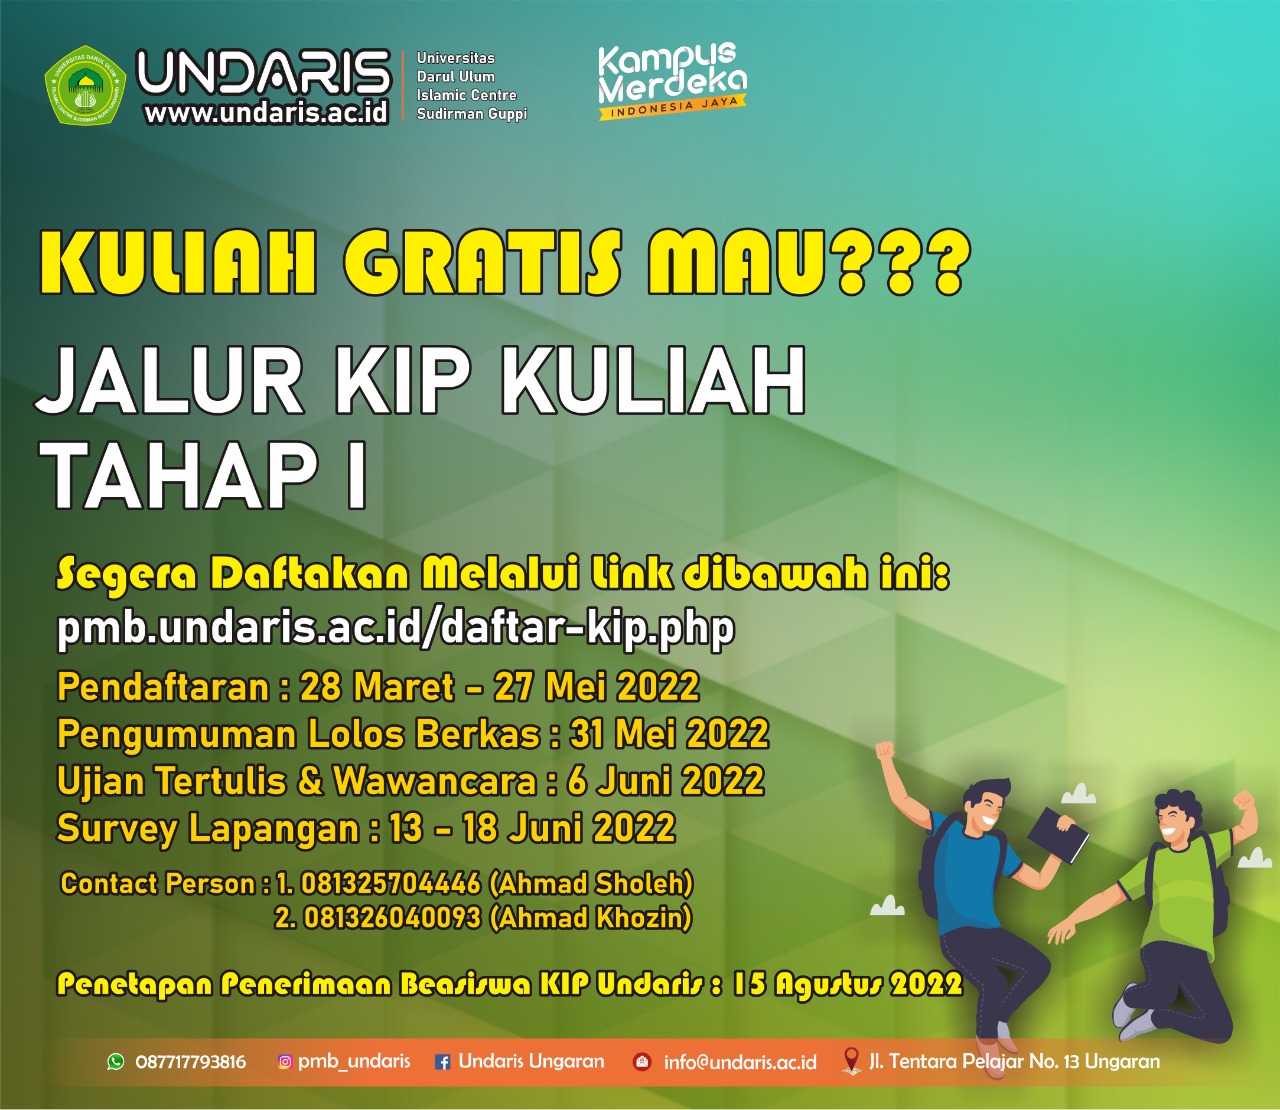 UNDARIS
www.undaris.ac.id
Universitas
Darul Ulum
Islamic Centre
Sudirman Guppi
Kampus
Merdeka
INDONESIA JAYA
KULIAH GRATIS MAU???
JALUR KIP KULIAH
TAHAP I
Segera Daftakan Melalui Link dibawah ini:
pmb.undaris.ac.id/daftar-kip.php
Pendaftaran : 28 Maret - 27 Mei 2022
Pengumuman Lolos Berkas : 31 Mei 2022
Ujian Tertulis & Wawancara : 6 Juni 2022
Survey Lapangan : 13 - 18 Juni 2022
Contact Person : 1. 081325704446 (Ahmad Sholeh)
2. 081326040093 (Ahmad Khozin)
Penetapan Penerimaan Beasiswa KIP Undaris : 15 Agustus 2022
087717793816 pmb_undaris Undaris Ungaran info@undaris.ac.id Jl. Tentara Pelajar No. 13 Ungaran